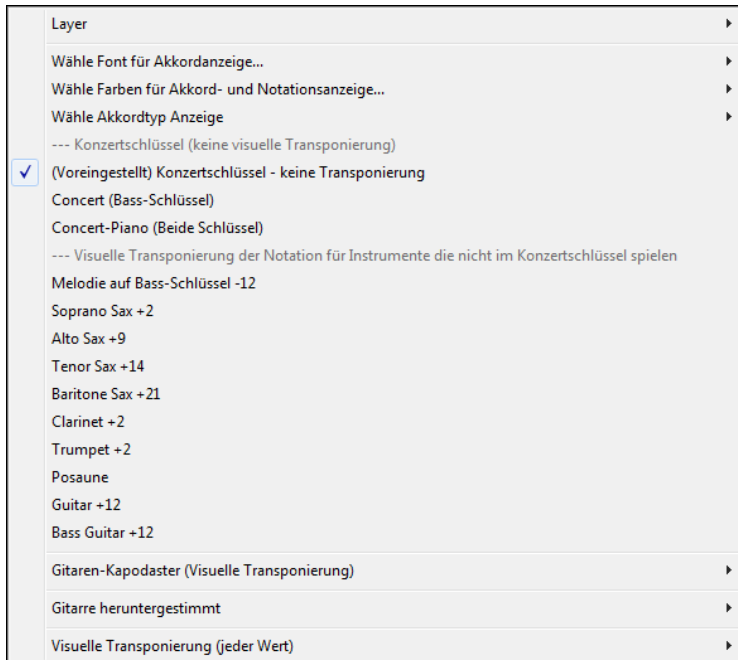 Layer
Wähle Font für Akkordanzeige...
Wähle Farben für Akkord- und Notationsanzeige...
Wähle Akkordtyp Anzeige
--- Konzertschlüssel (keine visuelle Transponierung)
(Voreingestellt) Konzertschlüssel - keine Transponierung
Concert (Bass-Schlüssel)
Concert-Piano (Beide Schlüssel)
--- Visuelle Transponierung der Notation für Instrumente die nicht im Konzertschlüssel spielen
Melodie auf Bass-Schlüssel -12
Soprano Sax +2
Alto Sax +9
Tenor Sax +14
Baritone Sax +21
Clarinet +2
Trumpet +2
Posaune
Guitar +12
Bass Guitar +12
Gitaren-Kapodaster (Visuelle Transponierung)
Gitarre heruntergestimmt
Visuelle Transponierung (jeder Wert)